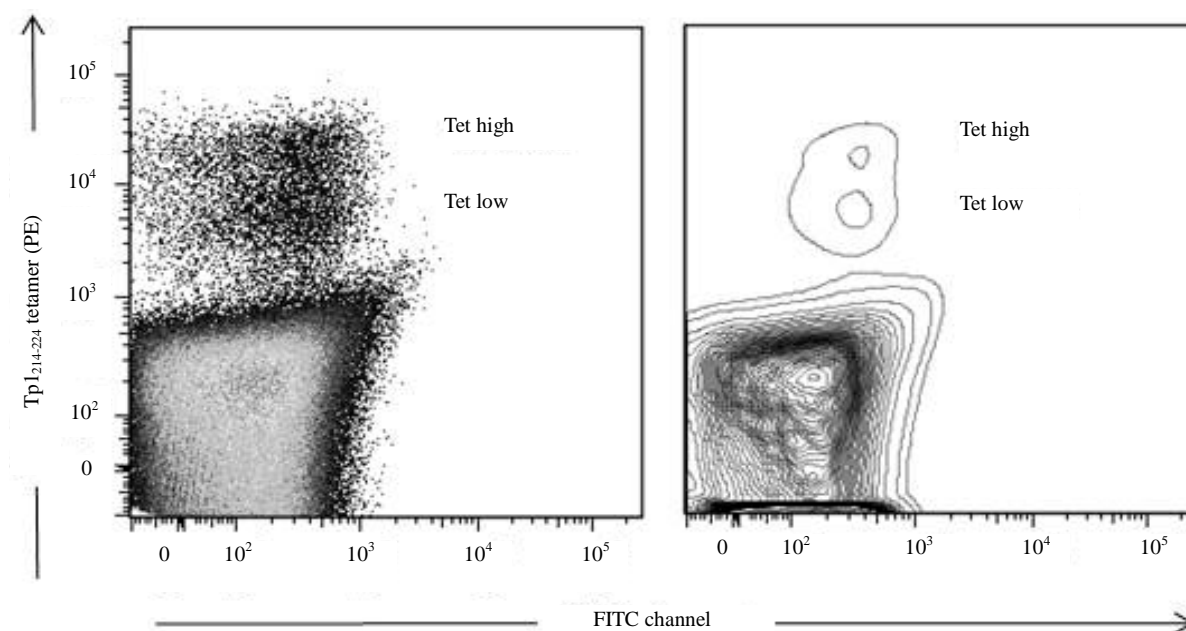 Tp1₂₁₄₋₂₂₄ tetamer (PE)
10⁵
10⁴
10³
10²
0
Tet high
Tet low
0 10² 10³ 10⁴ 10⁵
Tet high
Tet low
0 10² 10³ 10⁴ 10⁵
FITC channel